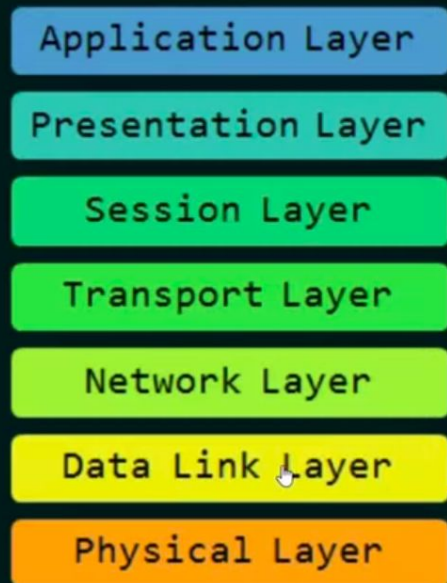 Application Layer
Presentation Layer
Session Layer
Transport Layer
Network Layer
Data Link Layer
Physical Layer